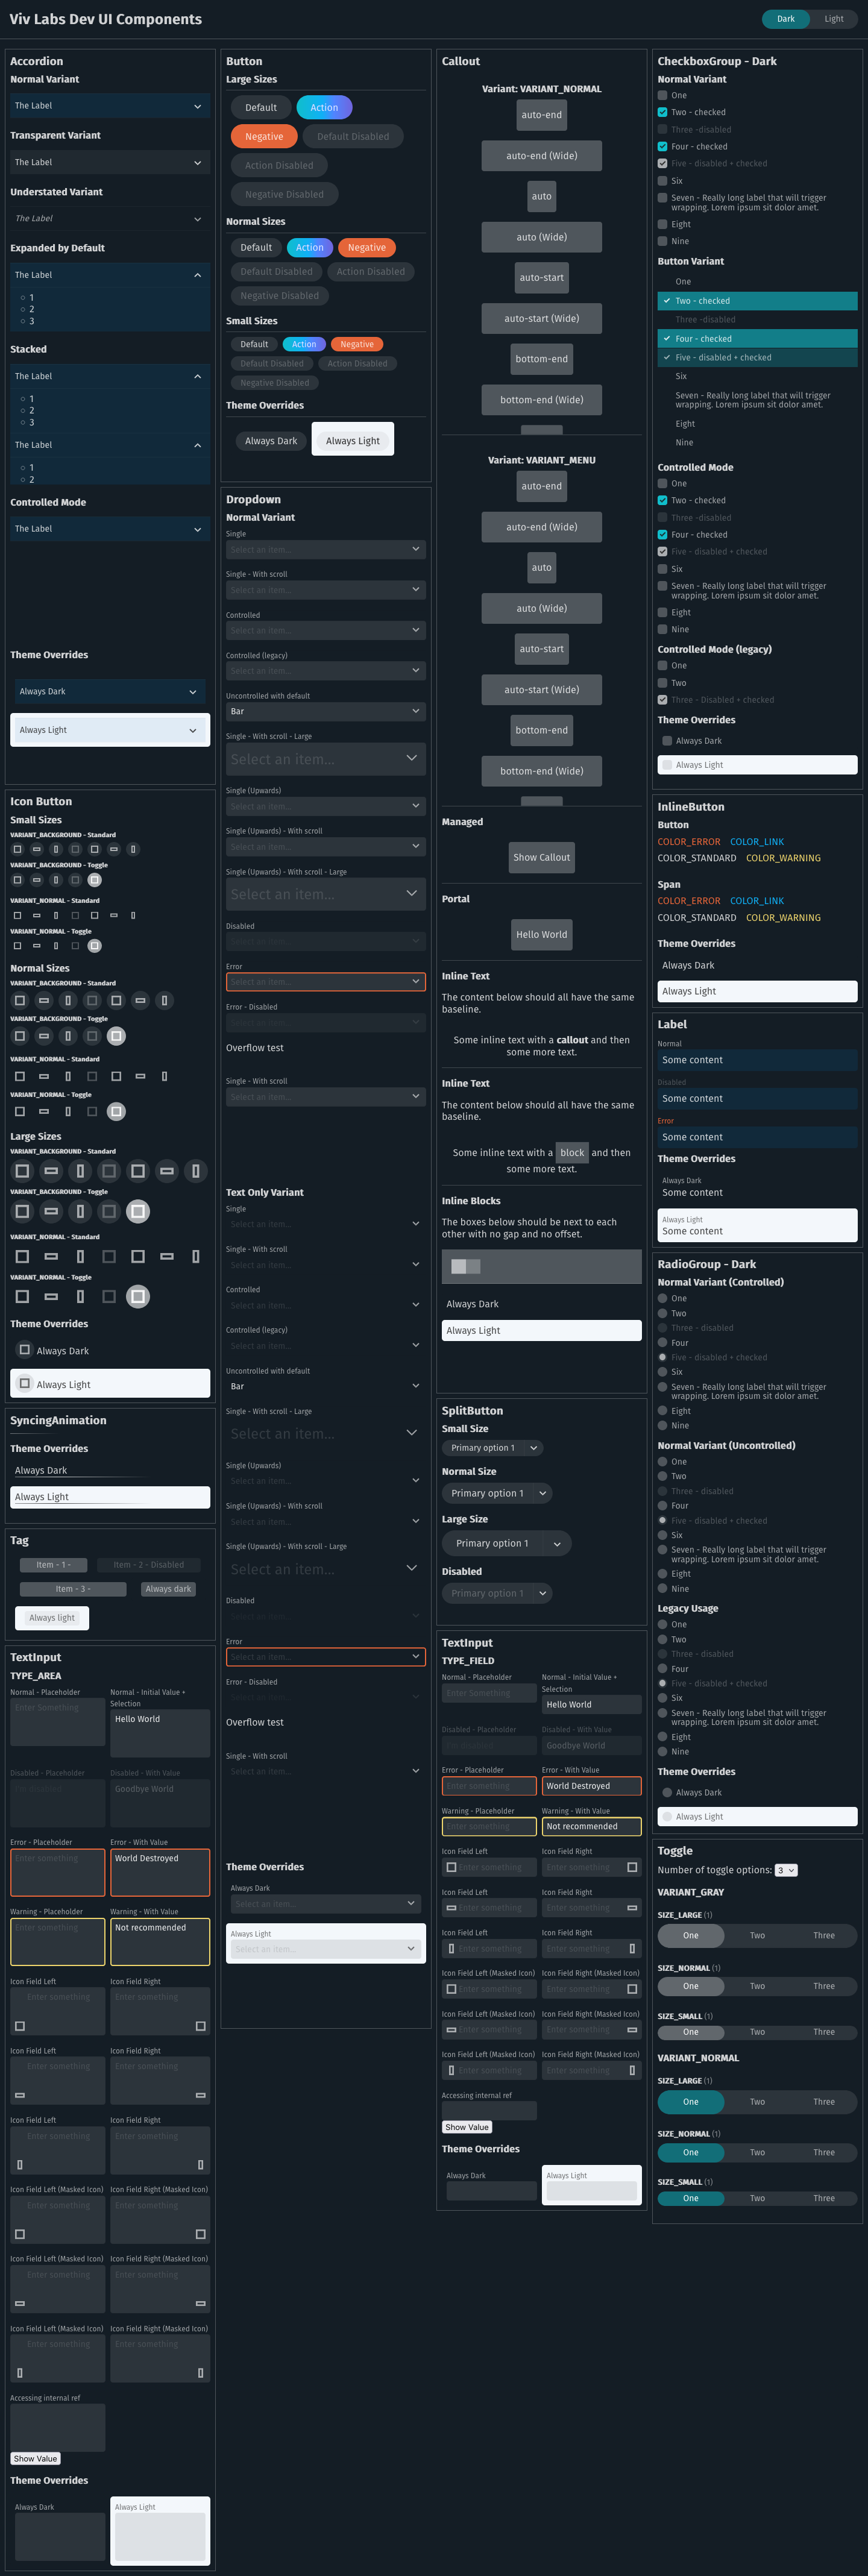 Viv Labs Dev UI Components
Dark
Light
Accordion
Normal Variant
The Label
Transparent Variant
The Label
Understated Variant
The Label
Expanded by Default
The Label
1
2
3
Stacked
The Label
1
2
3
The Label
1
2
Controlled Mode
The Label
Theme Overrides
Always Dark
Always Light
Icon Button
Small Sizes
VARIANT_BACKGROUND - Standard
VARIANT_BACKGROUND - Toggle
VARIANT_NORMAL - Standard
VARIANT_NORMAL - Toggle
Normal Sizes
VARIANT_BACKGROUND - Standard
VARIANT_BACKGROUND - Toggle
VARIANT_NORMAL - Standard
VARIANT_NORMAL - Toggle
Large Sizes
VARIANT_BACKGROUND - Standard
VARIANT_BACKGROUND - Toggle
VARIANT_NORMAL - Standard
VARIANT_NORMAL - Toggle
Theme Overrides
Always Dark
Always Light
SyncingAnimation
Theme Overrides
Always Dark
Always Light
Tag
Item - 1 -
Item - 2 - Disabled
Item - 3 -
Always dark
Always light
TextInput
TYPE_AREA
Normal - Placeholder
Enter Something
Normal - Initial Value +
Selection
Hello World
Disabled - Placeholder
I'm disabled
Disabled - With Value
Goodbye World
Error - Placeholder
Enter something
Error - With Value
World Destroyed
Warning - Placeholder
Enter something
Warning - With Value
Not recommended
Icon Field Left
Enter something
Icon Field Right
Enter something
Icon Field Left
Enter something
Icon Field Right
Enter something
Icon Field Left
Enter something
Icon Field Right
Enter something
Icon Field Left (Masked Icon)
Enter something
Icon Field Right (Masked Icon)
Enter something
Icon Field Left (Masked Icon)
Enter something
Icon Field Right (Masked Icon)
Enter something
Icon Field Left (Masked Icon)
Enter something
Icon Field Right (Masked Icon)
Enter something
Accessing internal ref
Show Value
Theme Overrides
Always Dark
Always Light
Button
Large Sizes
Default
Action
Negative
Default Disabled
Action Disabled
Negative Disabled
Normal Sizes
Default
Action
Negative
Default Disabled
Action Disabled
Negative Disabled
Small Sizes
Default
Action
Negative
Default Disabled
Action Disabled
Negative Disabled
Theme Overrides
Always Dark
Always Light
Dropdown
Normal Variant
Single
Select an item...
Single - With scroll
Select an item...
Controlled
Select an item...
Controlled (legacy)
Select an item...
Uncontrolled with default
Bar
Single - With scroll - Large
Select an item...
Single (Upwards)
Select an item...
Single (Upwards) - With scroll
Select an item...
Single (Upwards) - With scroll - Large
Select an item...
Disabled
Select an item...
Error
Select an item...
Error - Disabled
Select an item...
Overflow test
Single - With scroll
Select an item...
Text Only Variant
Single
Select an item...
Single - With scroll
Select an item...
Controlled
Select an item...
Controlled (legacy)
Select an item...
Uncontrolled with default
Bar
Single - With scroll - Large
Select an item...
Single (Upwards)
Select an item...
Single (Upwards) - With scroll
Select an item...
Single (Upwards) - With scroll - Large
Select an item...
Disabled
Select an item...
Error
Select an item...
Error - Disabled
Select an item...
Overflow test
Single - With scroll
Select an item...
Theme Overrides
Always Dark
Select an item...
Always Light
Select an item...
Callout
Variant: VARIANT_NORMAL
auto-end
auto-end (Wide)
auto
auto (Wide)
auto-start
auto-start (Wide)
bottom-end
bottom-end (Wide)
Variant: VARIANT_MENU
auto-end
auto-end (Wide)
auto
auto (Wide)
auto-start
auto-start (Wide)
bottom-end
bottom-end (Wide)
Managed
Show Callout
Portal
Hello World
Inline Text
The content below should all have the same
baseline.
Some inline text with a callout and then
some more text.
Inline Text
The content below should all have the same
baseline.
Some inline text with a block and then
some more text.
Inline Blocks
The boxes below should be next to each
other with no gap and no offset.
Always Dark
Always Light
SplitButton
Small Size
Primary option 1
Normal Size
Primary option 1
Large Size
Primary option 1
Disabled
Primary option 1
TextInput
TYPE_FIELD
Normal - Placeholder
Enter Something
Normal - Initial Value +
Selection
Hello World
Disabled - Placeholder
I'm disabled
Disabled - With Value
Goodbye World
Error - Placeholder
Enter something
Error - With Value
World Destroyed
Warning - Placeholder
Enter something
Warning - With Value
Not recommended
Icon Field Left
Enter something
Icon Field Right
Enter something
Icon Field Left
Enter something
Icon Field Right
Enter something
Icon Field Left
Enter something
Icon Field Right
Enter something
Icon Field Left (Masked Icon)
Enter something
Icon Field Right (Masked Icon)
Enter something
Icon Field Left (Masked Icon)
Enter something
Icon Field Right (Masked Icon)
Enter something
Icon Field Left (Masked Icon)
Enter something
Icon Field Right (Masked Icon)
Enter something
Accessing internal ref
Show Value
Theme Overrides
Always Dark
Always Light
CheckboxGroup - Dark
Normal Variant
One
Two - checked
Three -disabled
Four - checked
Five - disabled + checked
Six
Seven - Really long label that will trigger
wrapping. Lorem ipsum sit dolor amet.
Eight
Nine
Button Variant
One
Two - checked
Three -disabled
Four - checked
Five - disabled + checked
Six
Seven - Really long label that will trigger
wrapping. Lorem ipsum sit dolor amet.
Eight
Nine
Controlled Mode
One
Two - checked
Three -disabled
Four - checked
Five - disabled + checked
Six
Seven - Really long label that will trigger
wrapping. Lorem ipsum sit dolor amet.
Eight
Nine
Controlled Mode (legacy)
One
Two
Three - Disabled + checked
Theme Overrides
Always Dark
Always Light
InlineButton
Button
COLOR_ERROR COLOR_LINK
COLOR_STANDARD COLOR_WARNING
Span
COLOR_ERROR COLOR_LINK
COLOR_STANDARD COLOR_WARNING
Theme Overrides
Always Dark
Always Light
Label
Normal
Some content
Disabled
Some content
Error
Some content
Theme Overrides
Always Dark
Some content
Always Light
Some content
RadioGroup - Dark
Normal Variant (Controlled)
One
Two
Three - disabled
Four
Five - disabled + checked
Six
Seven - Really long label that will trigger
wrapping. Lorem ipsum sit dolor amet.
Eight
Nine
Normal Variant (Uncontrolled)
One
Two
Three - disabled
Four
Five - disabled + checked
Six
Seven - Really long label that will trigger
wrapping. Lorem ipsum sit dolor amet.
Eight
Nine
Legacy Usage
One
Two
Three - disabled
Four
Five - disabled + checked
Six
Seven - Really long label that will trigger
wrapping. Lorem ipsum sit dolor amet.
Eight
Nine
Theme Overrides
Always Dark
Always Light
Toggle
Number of toggle options: 3
VARIANT_GRAY
SIZE_LARGE (1)
One Two Three
SIZE_NORMAL (1)
One Two Three
SIZE_SMALL (1)
One Two Three
VARIANT_NORMAL
SIZE_LARGE (1)
One Two Three
SIZE_NORMAL (1)
One Two Three
SIZE_SMALL (1)
One Two Three